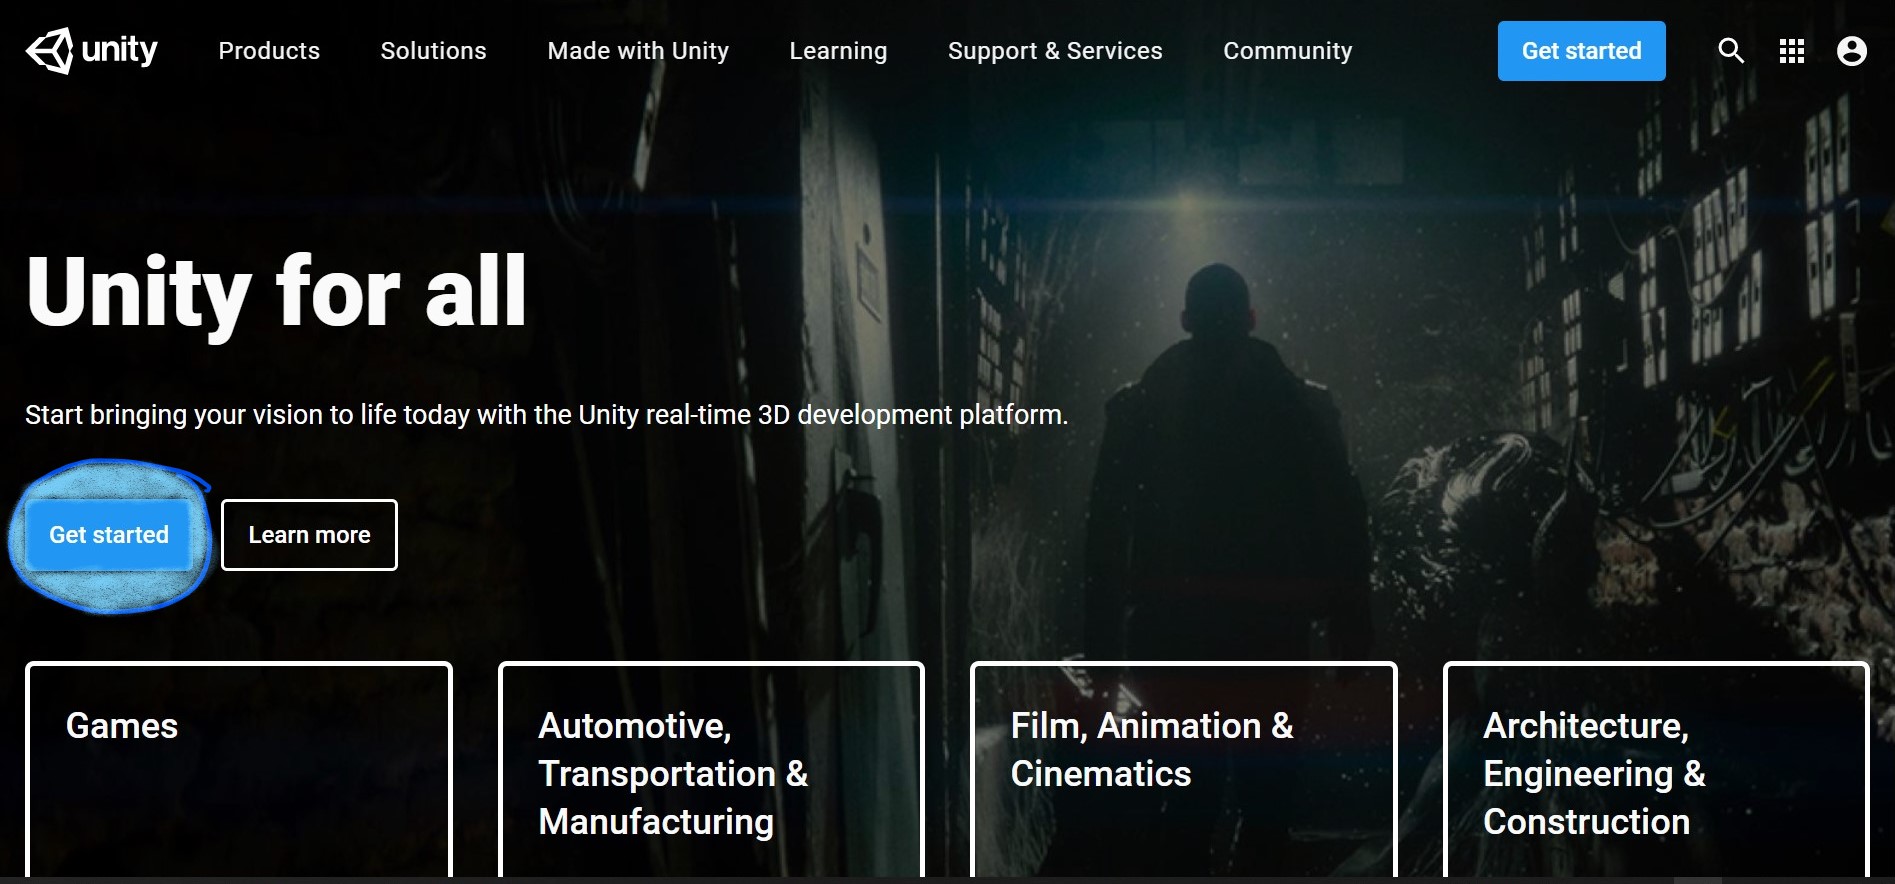 unity
Products
Solutions
Made with Unity
Learning
Support & Services
Community
Get started
Unity for all
Start bringing your vision to life today with the Unity real-time 3D development platform.
Get started
Learn more
Games
Automotive,
Transportation &
Manufacturing
Film, Animation &
Cinematics
Architecture,
Engineering &
Construction